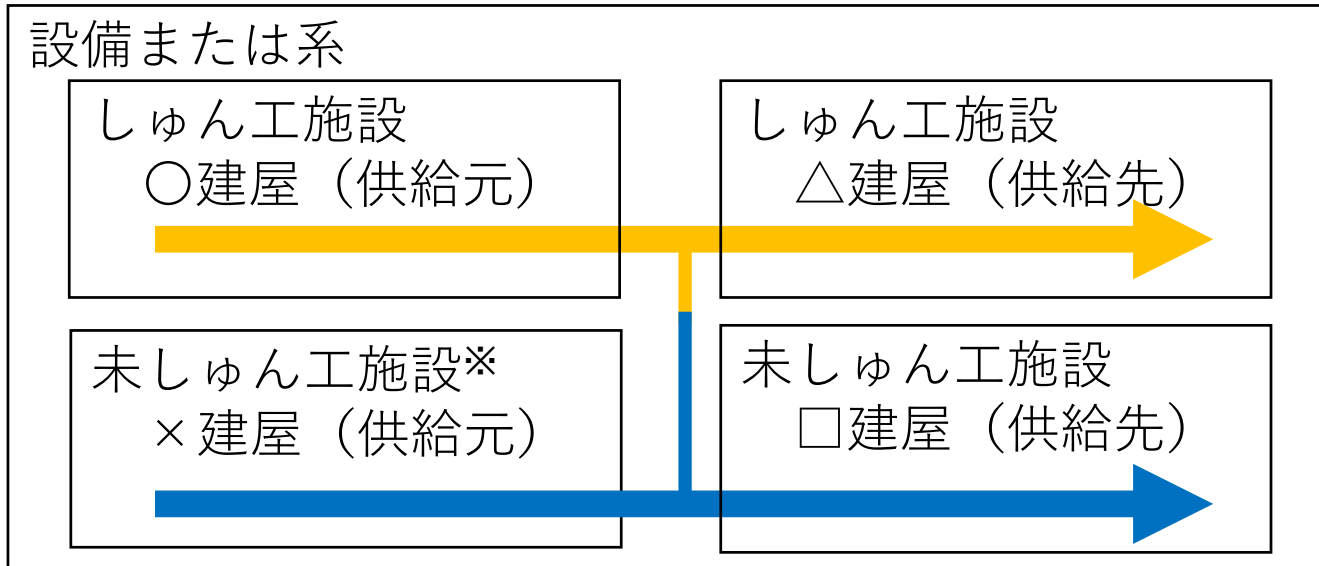 設備または系
しゅん工施設
○建屋（供給元）
しゅん工施設
△建屋（供給先）
未しゅん工施設※
×建屋（供給元）
未しゅん工施設
□建屋（供給先）